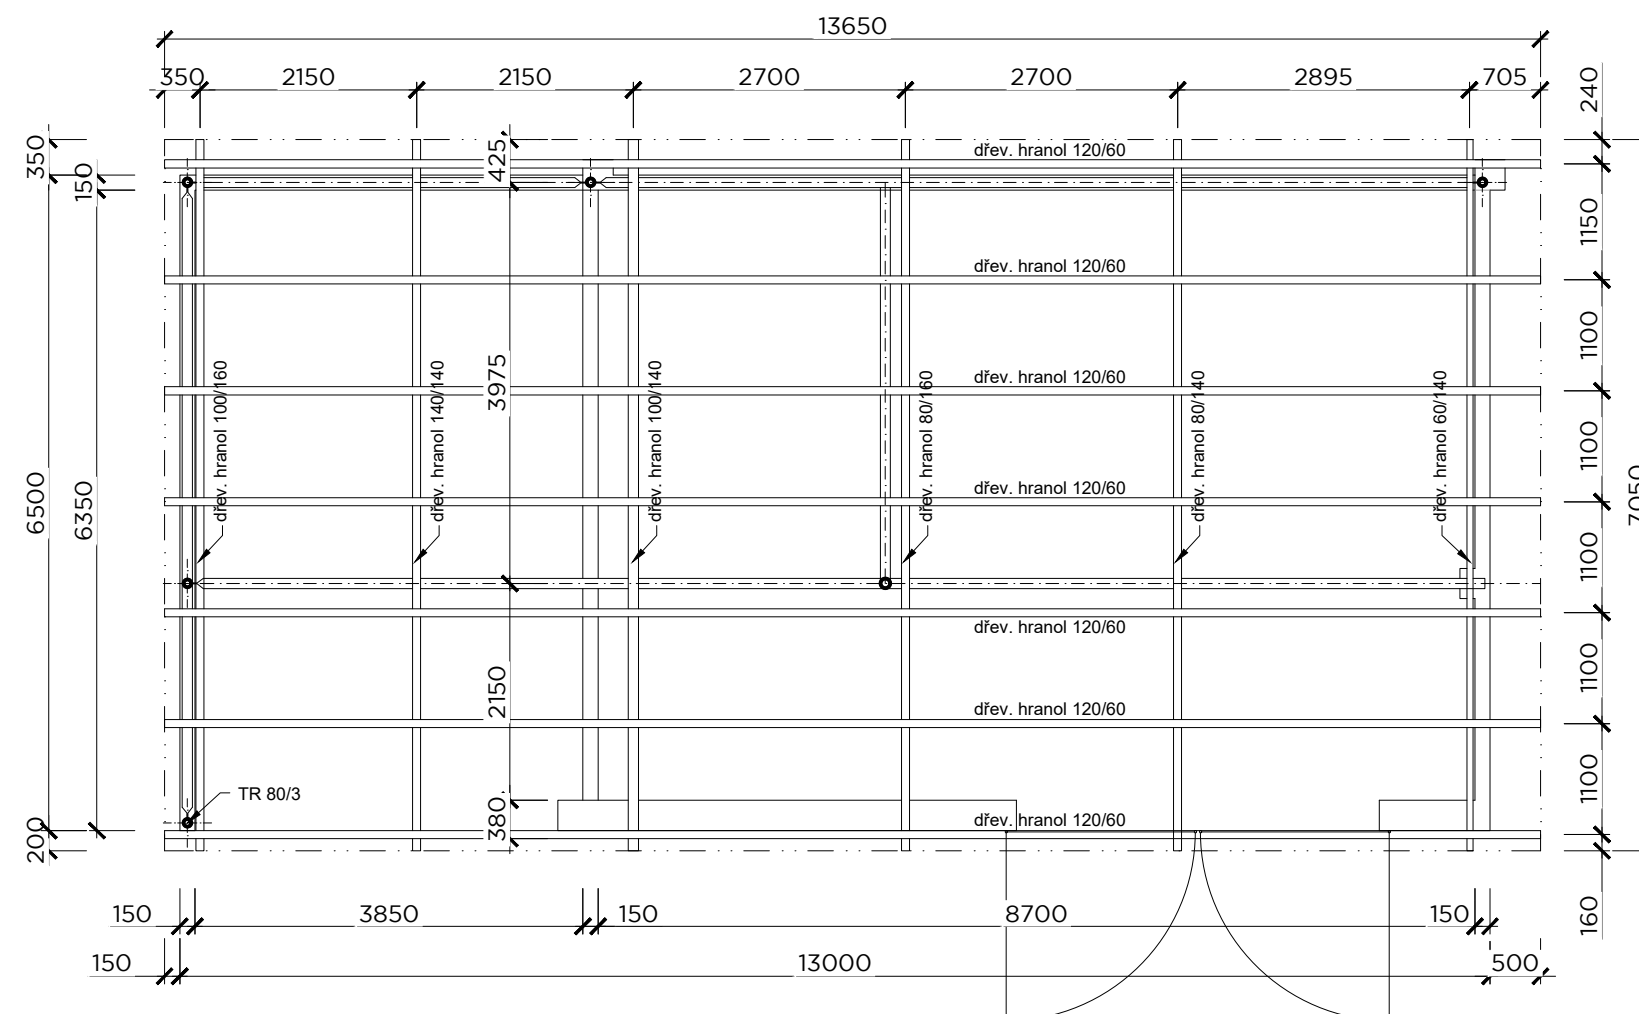 13650
350
2150
2150
2700
2700
2895
705
240
350
150
425
dřev. hranol 120/60
1150
dřev. hranol 120/60
1100
3975
dřev. hranol 120/60
dřev. hranol 100/160
dřev. hranol 140/140
dřev. hranol 100/140
dřev. hranol 80/160
dřev. hranol 80/140
dřev. hranol 60/140
1100
6500
6350
dřev. hranol 120/60
7050
1100
dřev. hranol 120/60
2150
1100
dřev. hranol 120/60
TR 80/3
1100
380
dřev. hranol 120/60
200
150
3850
150
8700
150
160
150
13000
500